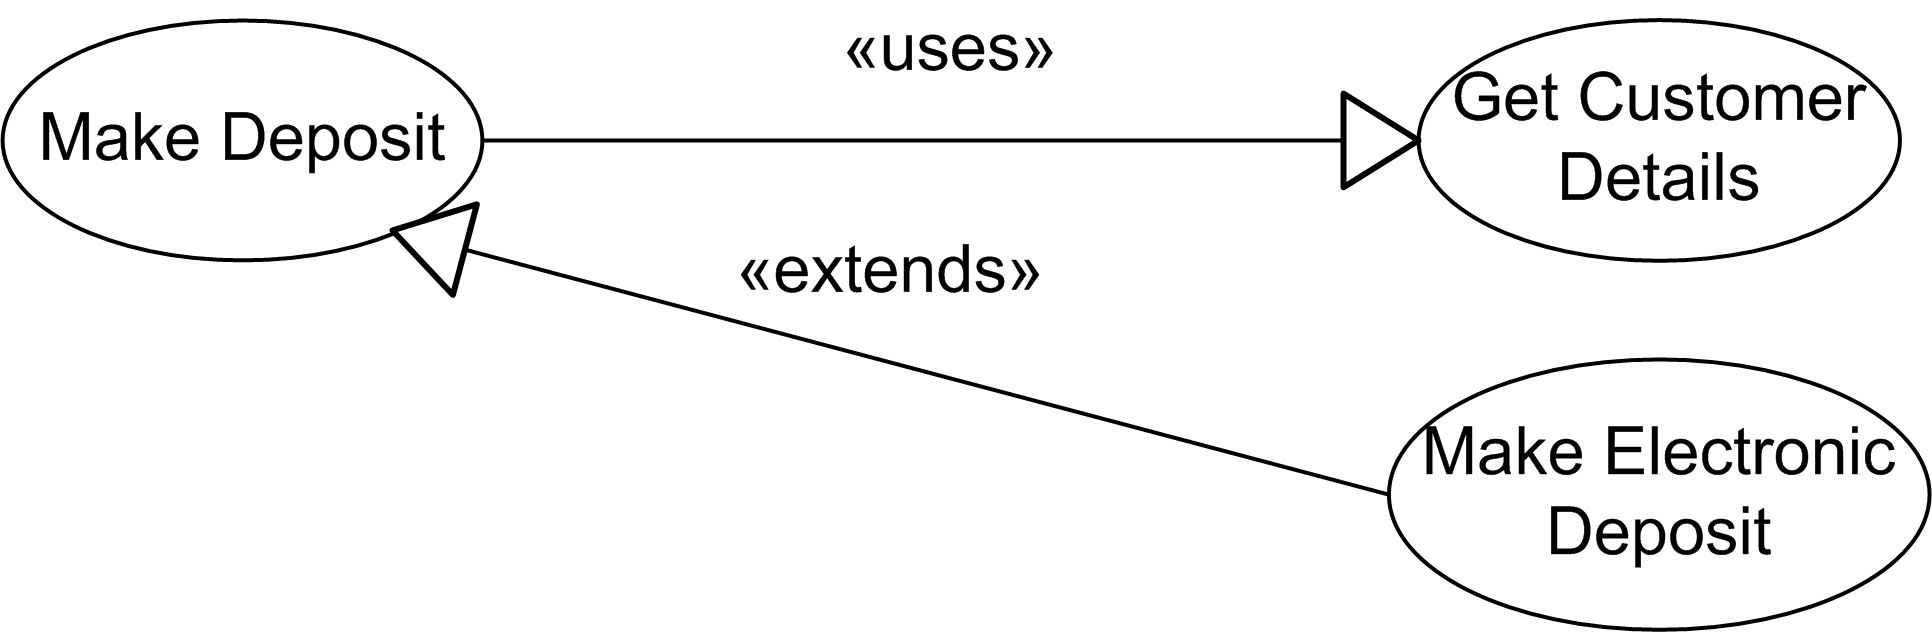 «uses»
Make Deposit
Get Customer
Details
«extends»
Make Electronic
Deposit